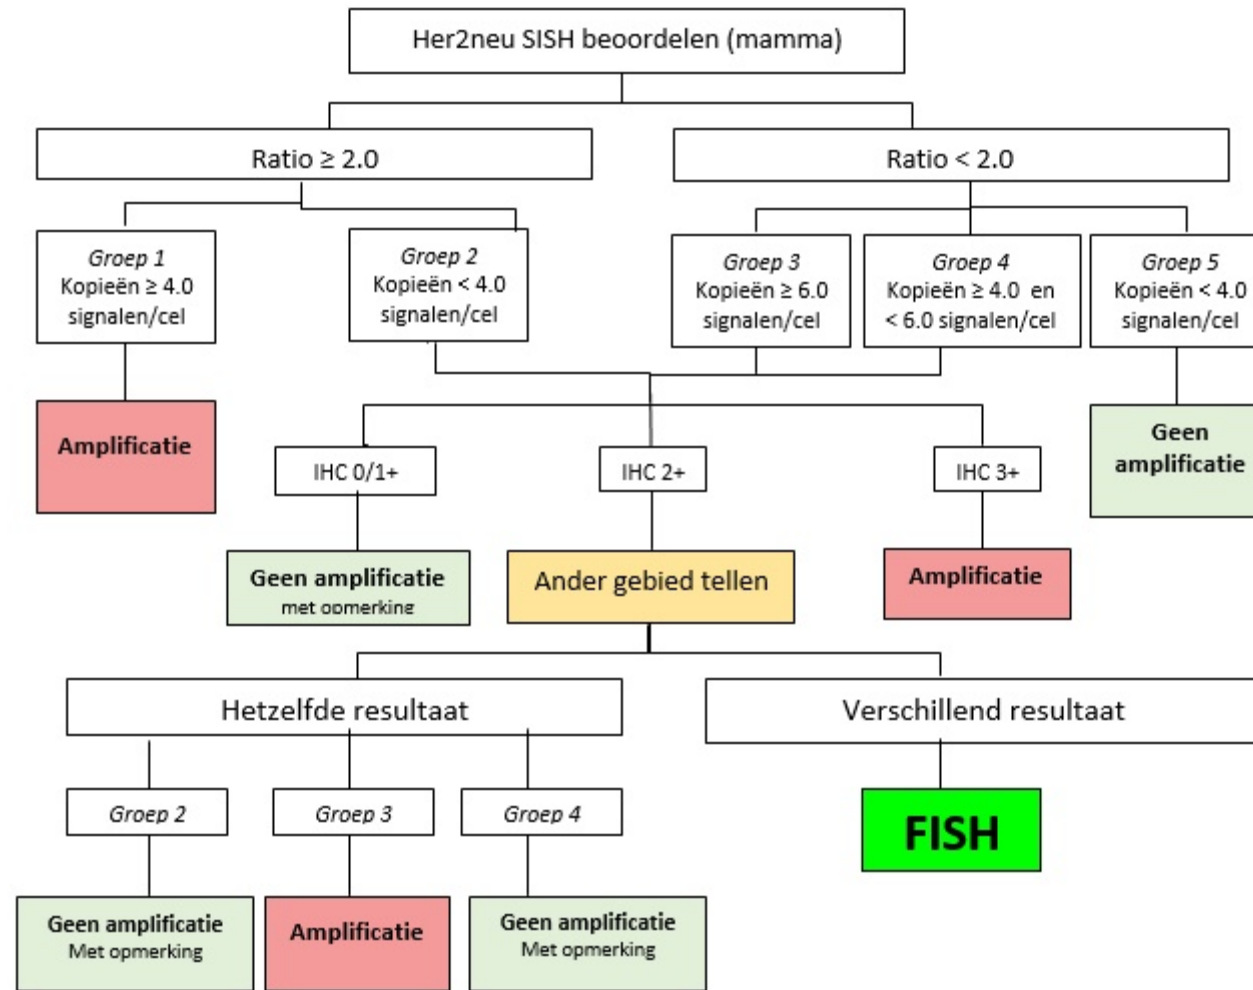 Her2neu SISH beoordelen (mamma)
Ratio ≥ 2.0
Ratio < 2.0
Groep 1
Kopieën ≥ 4.0
signalen/cel
Groep 2
Kopieën < 4.0
signalen/cel
Groep 3
Kopieën ≥ 6.0
signalen/cel
Groep 4
Kopieën ≥ 4.0 en
< 6.0 signalen/cel
Groep 5
Kopieën < 4.0
signalen/cel
Amplificatie
Geen
amplificatie
IHC 0/1+
IHC 2+
IHC 3+
Geen amplificatie
met opmerking
Ander gebied tellen
Amplificatie
Hetzelfde resultaat
Verschillend resultaat
Groep 2
Groep 3
Groep 4
FISH
Geen amplificatie
Met opmerking
Amplificatie
Geen amplificatie
Met opmerking